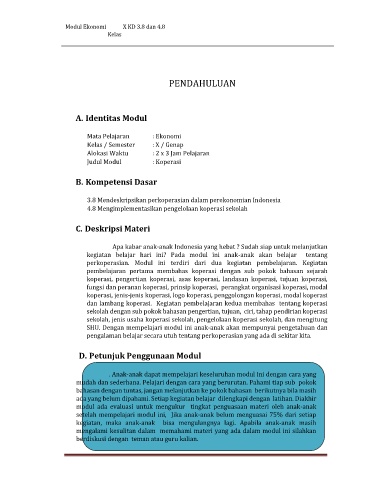 Modul Ekonomi X KD 3.8 dan 4.8
Kelas
PENDAHULUAN
A. Identitas Modul
Mata Pelajaran : Ekonomi
Kelas / Semester : X / Genap
Alokasi Waktu : 2 x 3 Jam Pelajaran
Judul Modul : Koperasi
B. Kompetensi Dasar
3.8 Mendeskripsikan perkoperasian dalam perekonomian Indonesia
4.8 Mengimplementasikan pengelolaan koperasi sekolah
C. Deskripsi Materi
Apa kabar anak-anak Indonesia yang hebat ? Sudah siap untuk melanjutkan
kegiatan belajar hari ini? Pada modul ini anak-anak akan belajar tentang
perkoperasian. Modul ini terdiri dari dua kegiatan pembelajaran. Kegiatan
pembelajaran pertama membahas koperasi dengan sub pokok bahasan sejarah
koperasi, pengertian koperasi, asas koperasi, landasan koperasi, tujuan koperasi,
fungsi dan peranan koperasi, prinsip koperasi, perangkat organisasi koperasi, modal
koperasi, jenis-jenis koperasi, logo koperasi, penggolongan koperasi, modal koperasi
dan lambang koperasi. Kegiatan pembelajaran kedua membahas tentang koperasi
sekolah dengan sub pokok bahasan pengertian, tujuan, ciri, tahap pendirian koperasi
sekolah, jenis usaha koperasi sekolah, pengelolaan koperasi sekolah, dan mengitung
SHU. Dengan mempelajari modul ini anak-anak akan mempunyai pengetahuan dan
pengalaman belajar secara utuh tentang perkoperasian yang ada di sekitar kita.
D. Petunjuk Penggunaan Modul
. Anak-anak dapat mempelajari keseluruhan modul ini dengan cara yang
mudah dan sederhana. Pelajari dengan cara yang berurutan. Pahami tiap sub pokok
bahasan dengan tuntas, jangan melanjutkan ke pokok bahasan berikutnya bila masih
ada yang belum dipahami. Setiap kegiatan belajar dilengkapi dengan latihan. Diakhir
modul ada evaluasi untuk mengukur tingkat penguasaan materi oleh anak-anak
setelah mempelajari modul ini, Jika anak-anak belum menguasai 75% dari setiap
kegiatan, maka anak-anak bisa mengulangnya lagi. Apabila anak-anak masih
mengalami kesulitan dalam memahami materi yang ada dalam modul ini silahkan
berdiskusi dengan teman atau guru kalian.